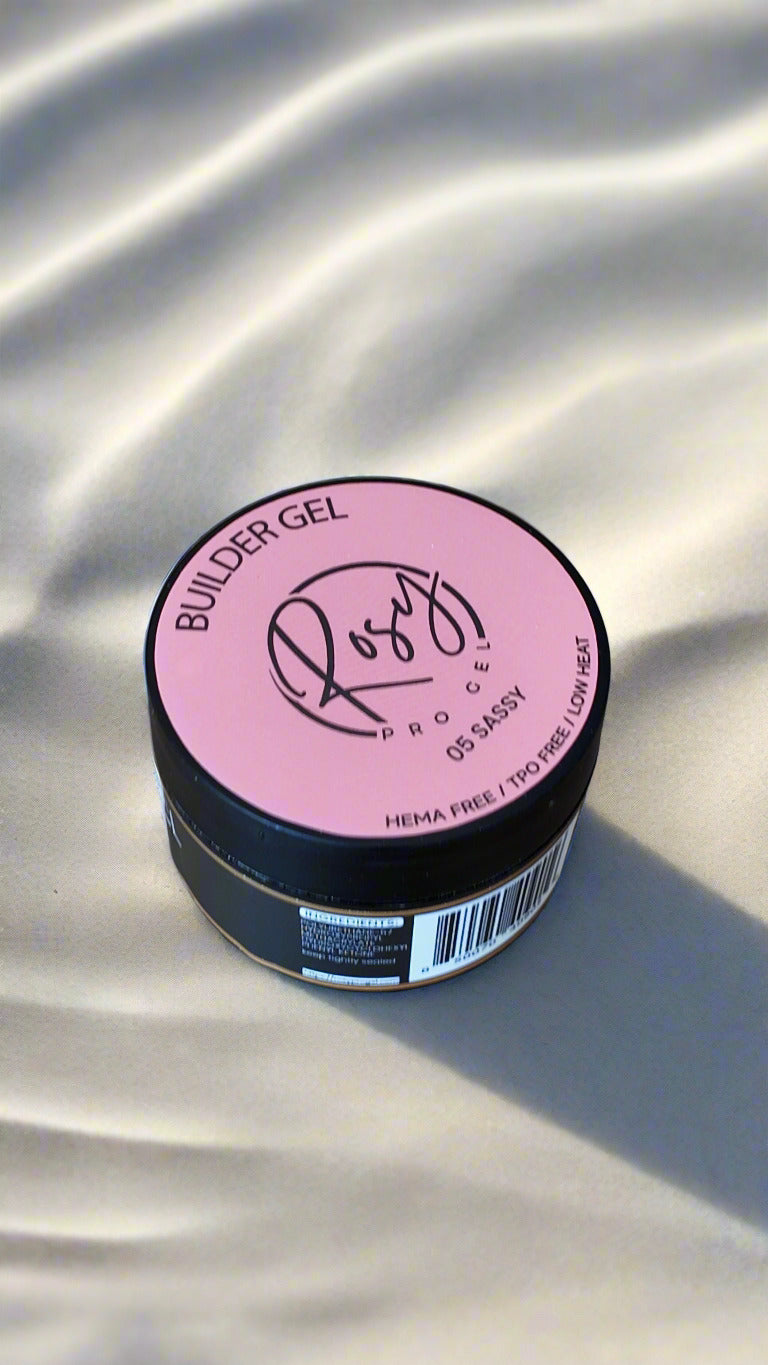 BUILDER GEL
Rosy
PRO GEL
05 SASSY
HEMA FREE / TPO FREE / LOW HEAT
INGREDIENTS:
keep tightly sealed